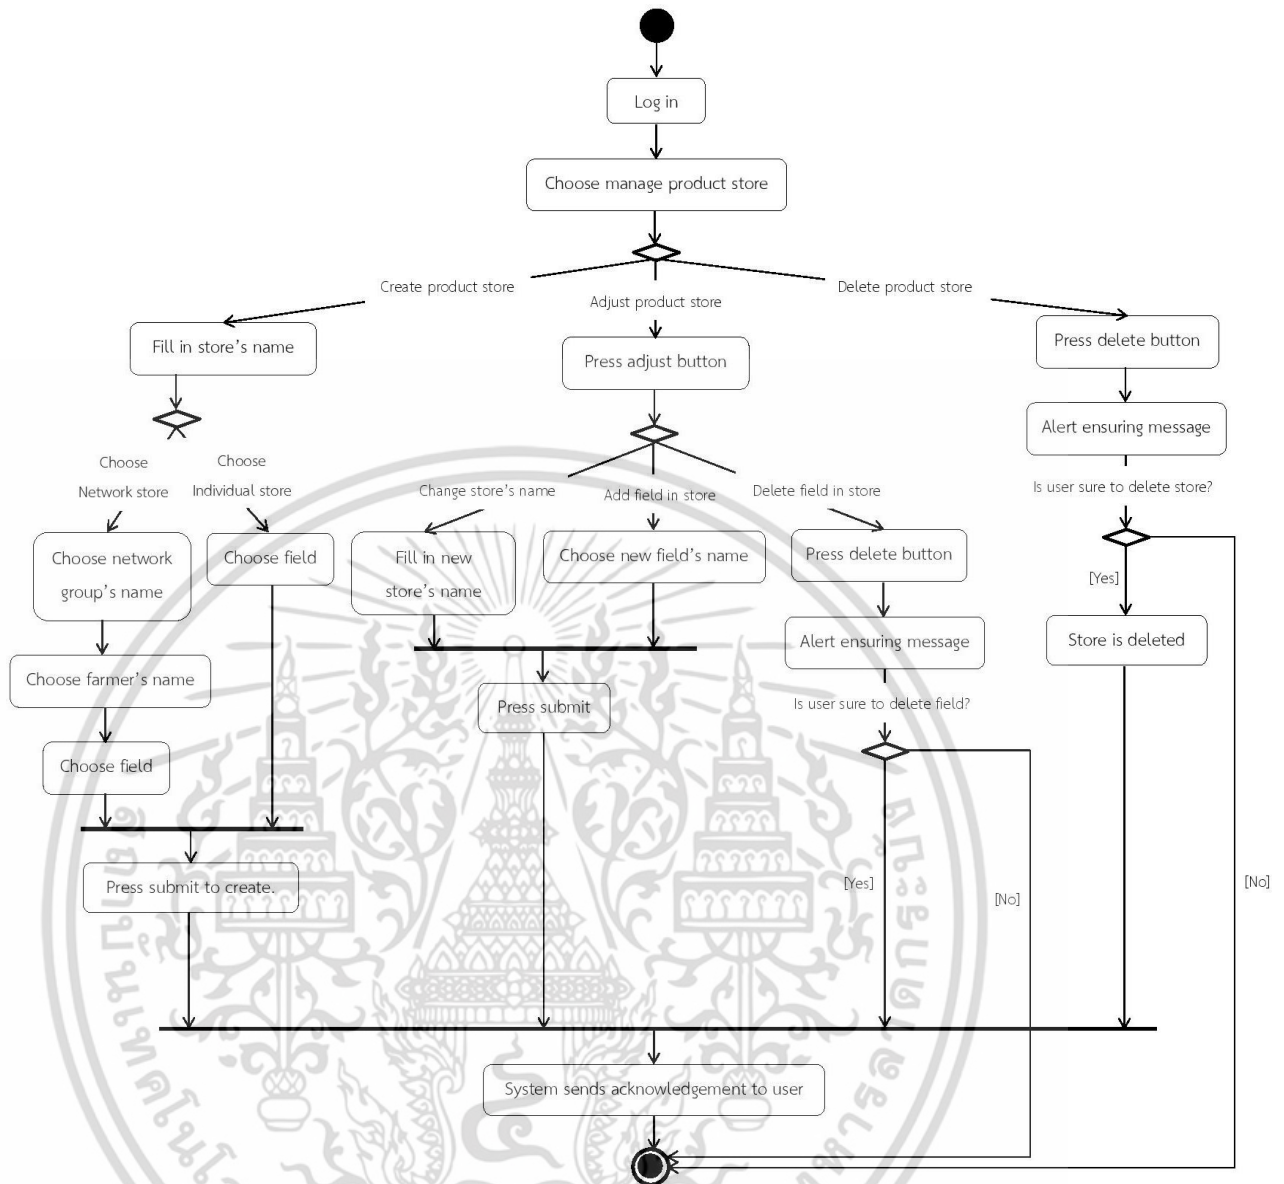 Log in
Choose manage product store
Create product store
Adjust product store
Delete product store
Fill in store's name
Press adjust button
Press delete button
Alert ensuring message
Is user sure to delete store?
Choose
Network store
Choose
Individual store
Change store's name
Add field in store
Delete field in store
Choose network
group's name
Choose field
Fill in new
store's name
Choose new field's name
Press delete button
[Yes]
Store is deleted
Choose farmer's name
Alert ensuring message
Is user sure to delete field?
Press submit
Choose field
Press submit to create.
[Yes]
[No]
[No]
System sends acknowledgement to user